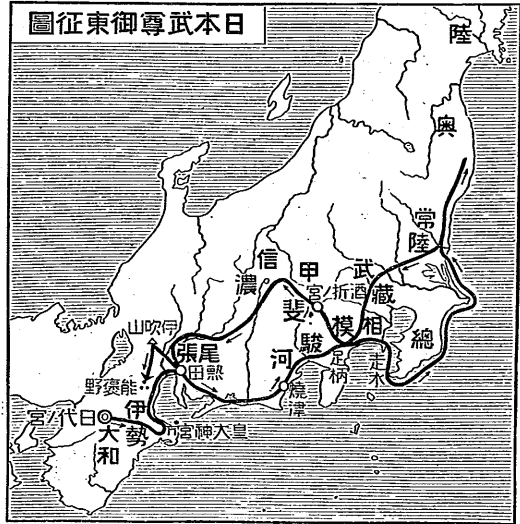 日本武尊御東征圖
陸奧
常陸
武藏
總
相模
走水
足柄
甲斐
酒折ノ宮
信濃
駿河
燒津
尾張
熱田
伊吹山
能褒野
伊勢
皇大神宮
日代ノ宮
大和